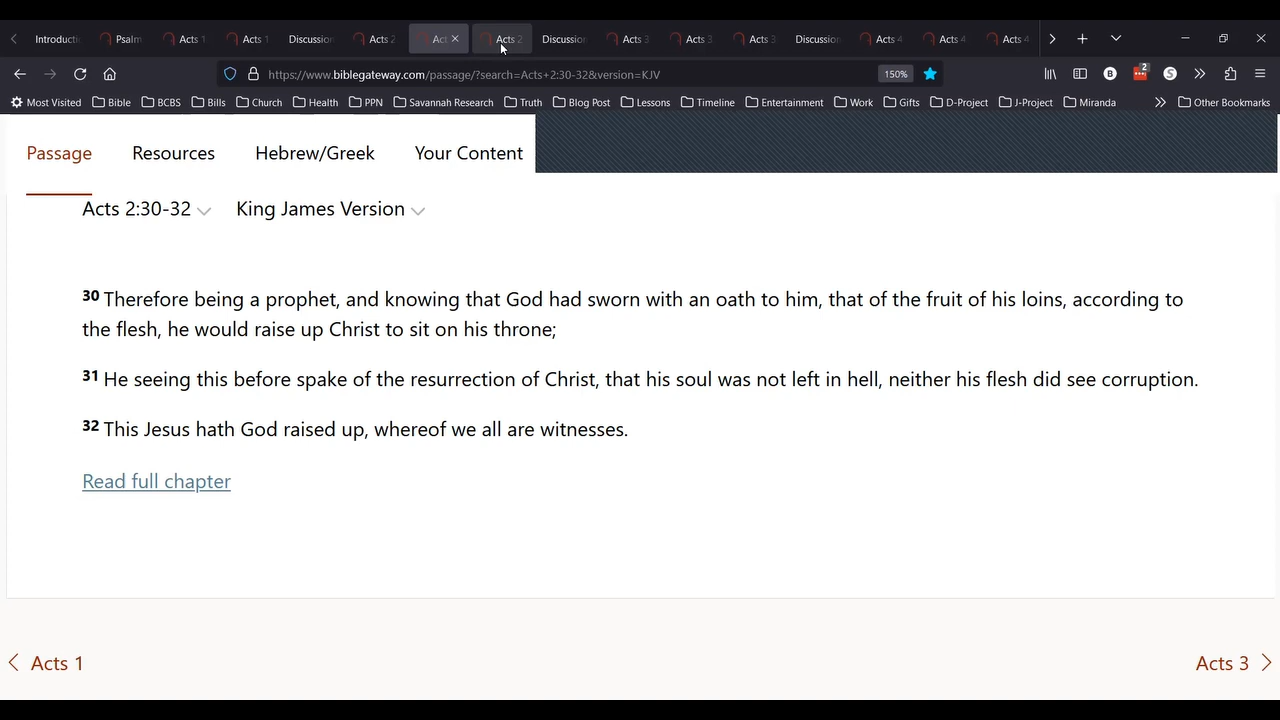 Introducti Psalm Acts 1 Acts 1 Discussion Acts 2 Act Acts 2 Discussion Acts 3 Acts 3 Acts 3 Discussion Acts 4 Acts 4 Acts 4
https://www.biblegateway.com/passage/?search=Acts+2:30-32&version=KJV 150% B 2 S
Most Visited Bible BCBS Bills Church Health PPN Savannah Research Truth Blog Post Lessons Timeline Entertainment Work Gifts D-Project J-Project Miranda Other Bookmarks
Passage Resources Hebrew/Greek Your Content
Acts 2:30-32 King James Version
30 Therefore being a prophet, and knowing that God had sworn with an oath to him, that of the fruit of his loins, according to
the flesh, he would raise up Christ to sit on his throne;
31 He seeing this before spake of the resurrection of Christ, that his soul was not left in hell, neither his flesh did see corruption.
32 This Jesus hath God raised up, whereof we all are witnesses.
Read full chapter
Acts 1 Acts 3